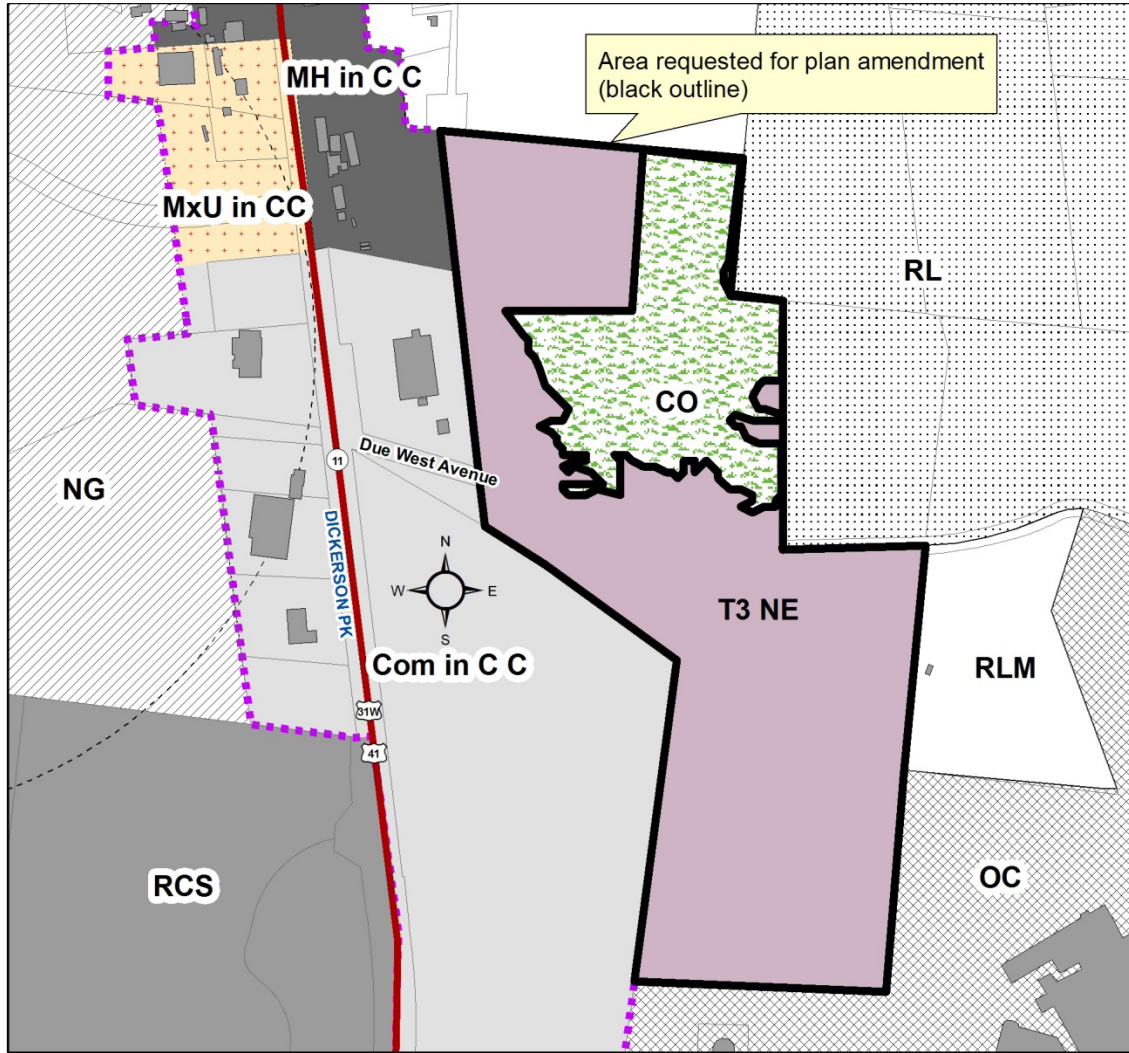 MH in C C
Area requested for plan amendment
(black outline)
MxU in CC
RL
CO
Due West Avenue
11
NG
DICKERSON PK
N
W
E
S
T3 NE
Com in C C
RLM
31W
41
RCS
OC